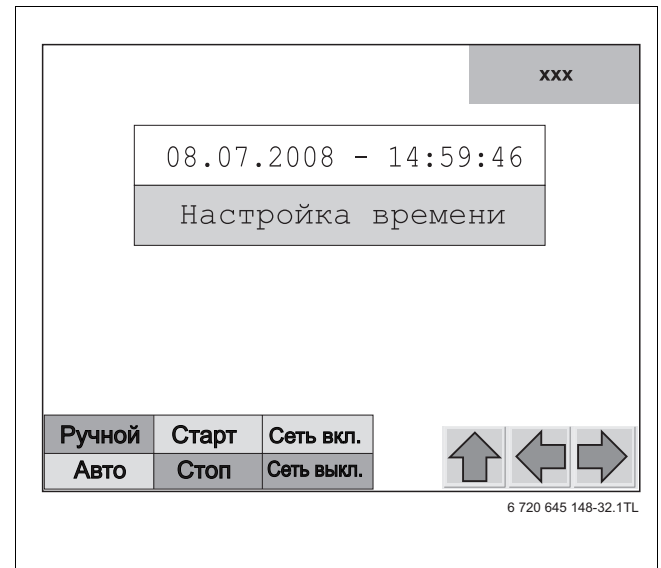 xxx
08.07.2008 - 14:59:46
Настройка времени
Ручной Старт Сеть вкл.
Авто Стоп Сеть выкл.
6 720 645 148-32.1TL